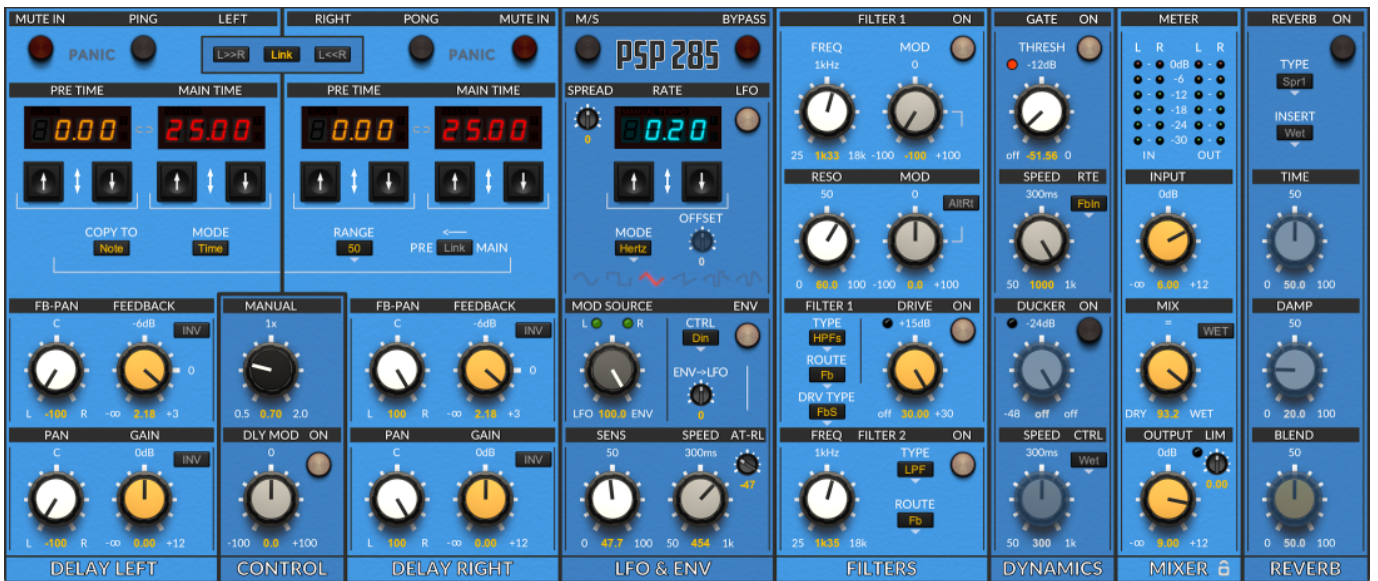 MUTE IN PING LEFT RIGHT PONG MUTE IN
PANIC L>>R Link L<<R PANIC
PRE TIME MAIN TIME PRE TIME MAIN TIME
0.00 25.00 0.00 25.00
COPY TO MODE RANGE PRE Link MAIN
Note Time 50
FB-PAN FEEDBACK MANUAL FB-PAN FEEDBACK
C -6dB INV 1x C -6dB INV
0 0
L -100 R -∞ 2.18 +3 0.5 0.70 2.0 L 100 R -∞ 2.18 +3
PAN GAIN DLY MOD ON PAN GAIN
C 0dB INV 0 C 0dB INV
L -100 R -∞ 0.00 +12 -100 0.0 +100 L 100 R -∞ 0.00 +12
DELAY LEFT CONTROL DELAY RIGHT
M/S BYPASS
PSP 285
SPREAD RATE LFO
0 0.20
OFFSET
MODE
Hertz 0
MOD SOURCE ENV
L R CTRL
Din
ENV->LFO
LFO 100.0 ENV 0
SENS SPEED AT-RL
50 300ms
-47
0 47.7 100 50 454 1k
LFO & ENV
FILTER 1 ON
FREQ MOD
1kHz 0
25 1k33 18k -100 -100 +100
RESO MOD
50 0 AltRt
0 60.0 100 -100 0.0 +100
FILTER 1 DRIVE ON
TYPE +15dB
HPFs
ROUTE
Fb
DRV TYPE
FbS off 30.00 +30
FREQ FILTER 2 ON
1kHz TYPE
LPF
ROUTE
Fb
25 1k35 18k
FILTERS
GATE ON
THRESH
-12dB
off -51.56 0
SPEED RTE
300ms FbIn
50 1000 1k
DUCKER ON
-24dB
-48 off off
SPEED CTRL
300ms Wet
50 300 1k
DYNAMICS
METER
L R L R
0dB
-6
-12
-18
-24
-30
IN OUT
INPUT
0dB
-∞ 6.00 +12
MIX
= WET
DRY 93.2 WET
OUTPUT LIM
0dB
0.00
-∞ 9.00 +12
MIXER
REVERB ON
TYPE
Spr1
INSERT
Wet
TIME
50
0 50.0 100
DAMP
50
0 20.0 100
BLEND
50
0 50.0 100
REVERB